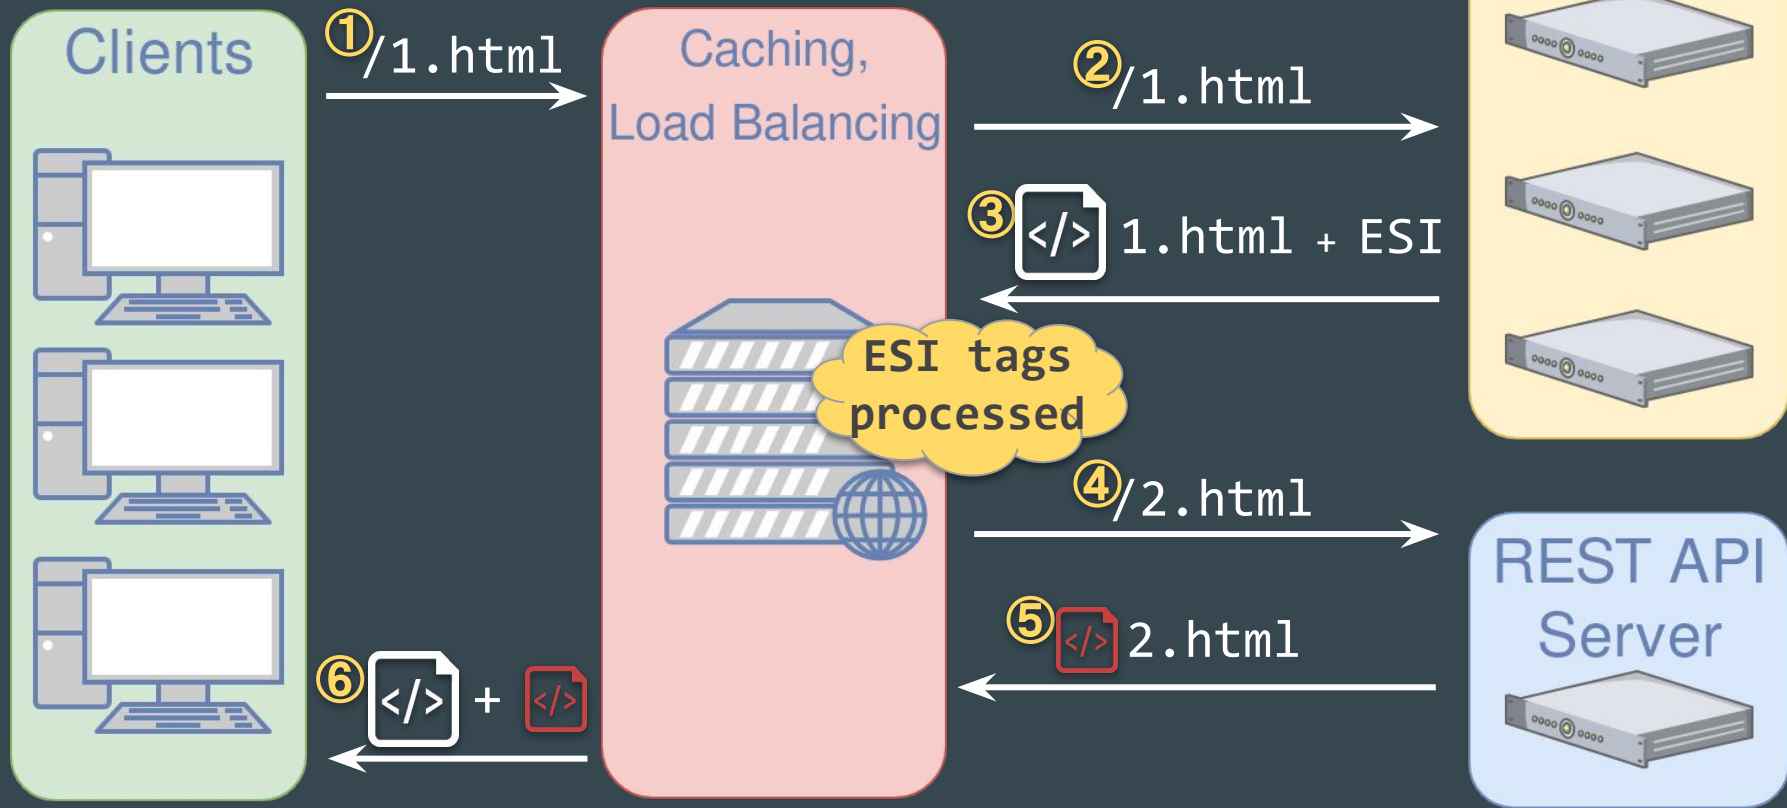 Clients
① /1.html
Caching,
Load Balancing
② /1.html
③ </> 1.html + ESI
ESI tags
processed
④ /2.html
REST API
Server
⑤ </> 2.html
⑥ </> + </>